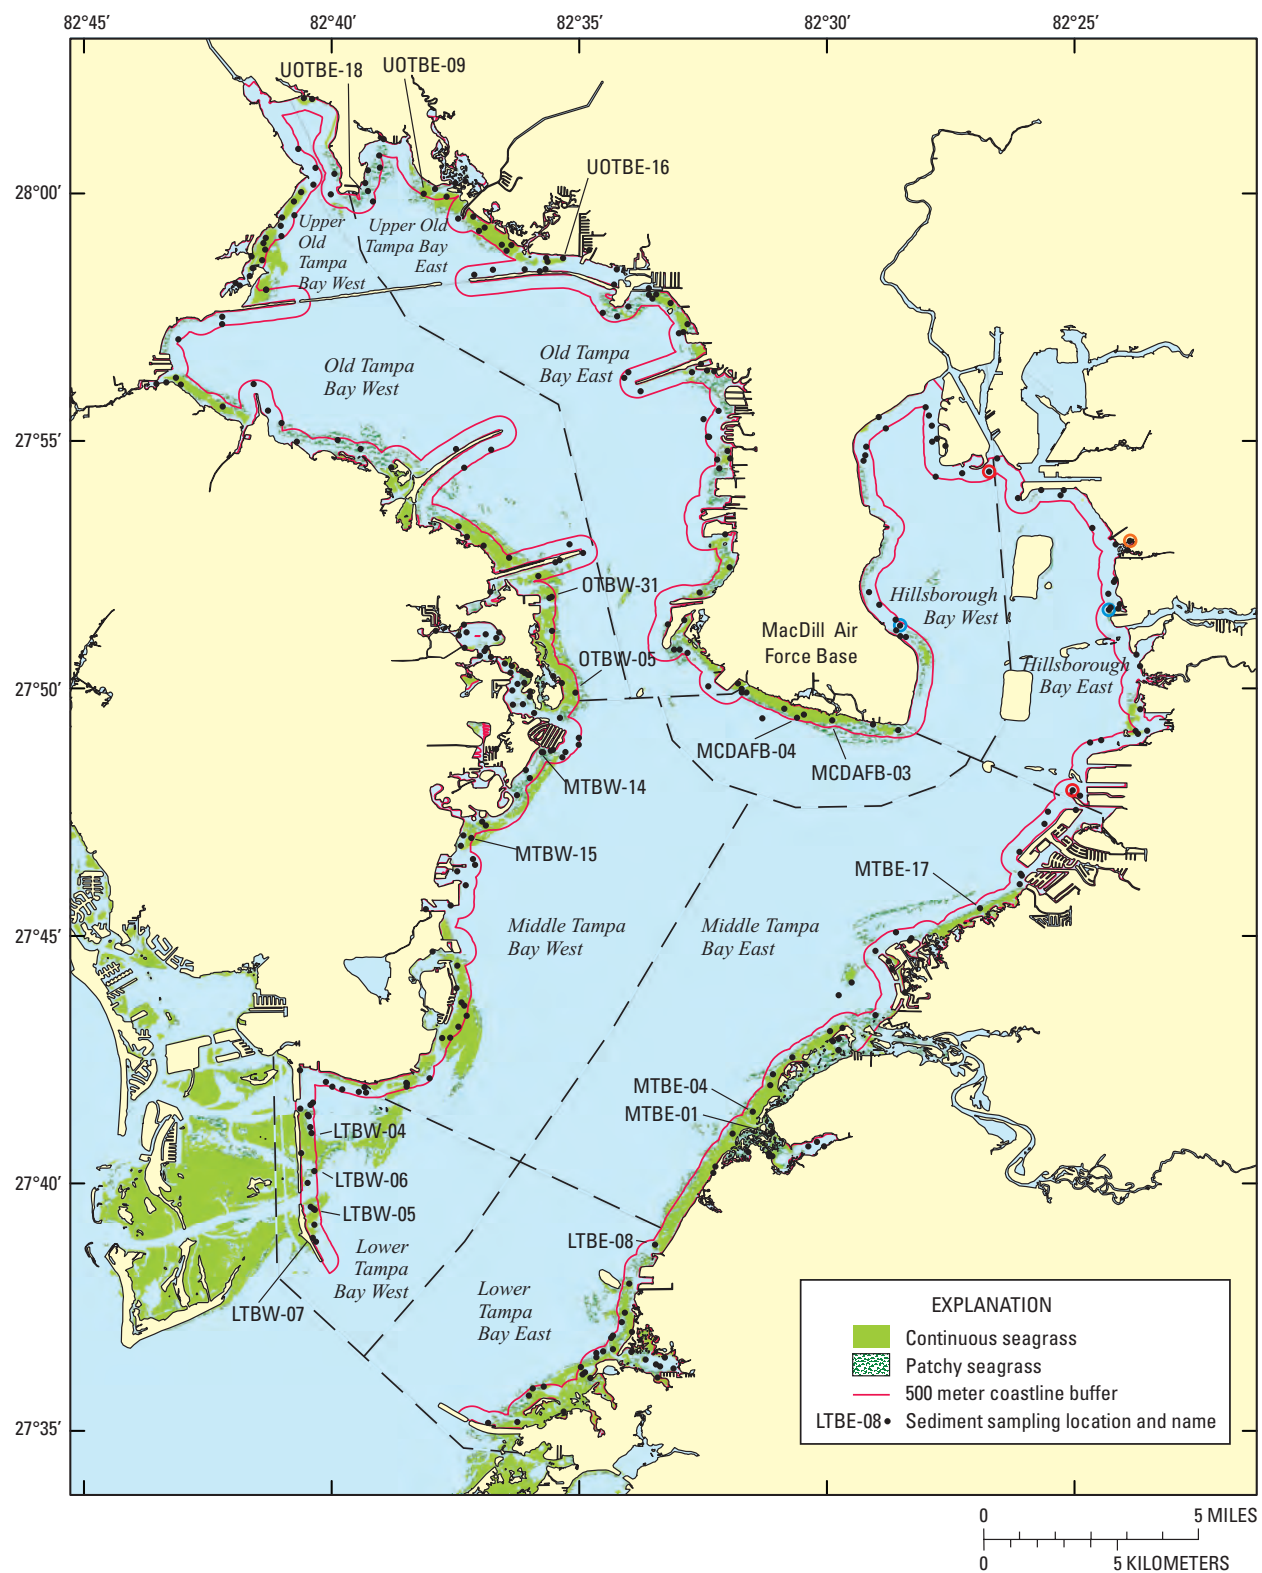 82°45′
82°40′
82°35′
82°30′
82°25′
UOTBE-18
UOTBE-09
UOTBE-16
28°00′
Upper
Old
Tampa
Bay West
Upper Old
Tampa Bay
East
Old Tampa
Bay West
Old Tampa
Bay East
27°55′
OTBW-31
Hillsborough
Bay West
MacDill Air
Force Base
OTBW-05
Hillsborough
Bay East
27°50′
MCDAFB-04
MCDAFB-03
MTBW-14
MTBW-15
MTBE-17
Middle Tampa
Bay West
Middle Tampa
Bay East
27°45′
MTBE-04
MTBE-01
LTBW-04
LTBW-06
27°40′
LTBW-05
LTBE-08
Lower
Tampa
Bay West
LTBW-07
Lower
Tampa
Bay East
27°35′
EXPLANATION
Continuous seagrass
Patchy seagrass
500 meter coastline buffer
LTBE-08 • Sediment sampling location and name
0 5 MILES
0 5 KILOMETERS